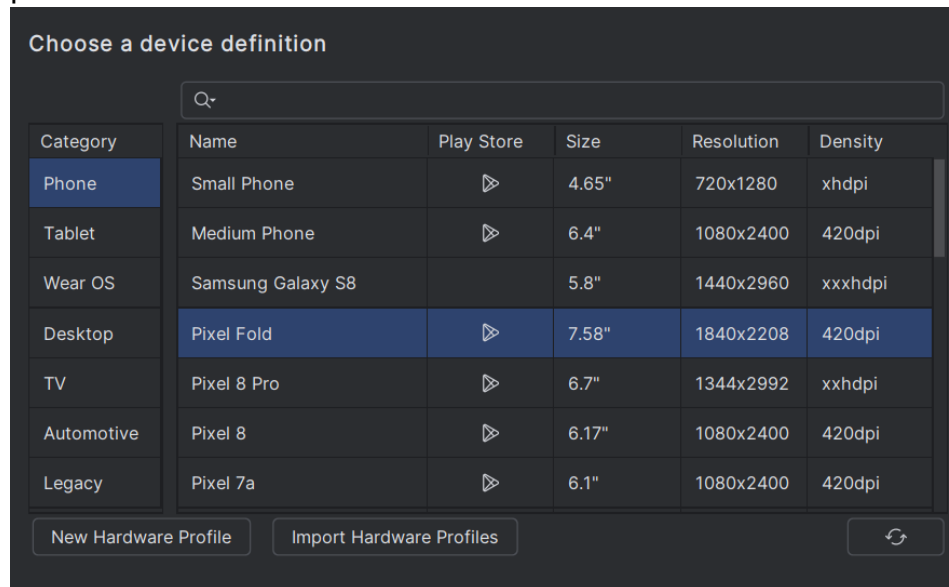 Choose a device definition
Category Name Play Store Size Resolution Density
Phone Small Phone 4.65" 720x1280 xhdpi
Tablet Medium Phone 6.4" 1080x2400 420dpi
Wear OS Samsung Galaxy S8 5.8" 1440x2960 xxxhdpi
Desktop Pixel Fold 7.58" 1840x2208 420dpi
TV Pixel 8 Pro 6.7" 1344x2992 xxhdpi
Automotive Pixel 8 6.17" 1080x2400 420dpi
Legacy Pixel 7a 6.1" 1080x2400 420dpi
New Hardware Profile Import Hardware Profiles